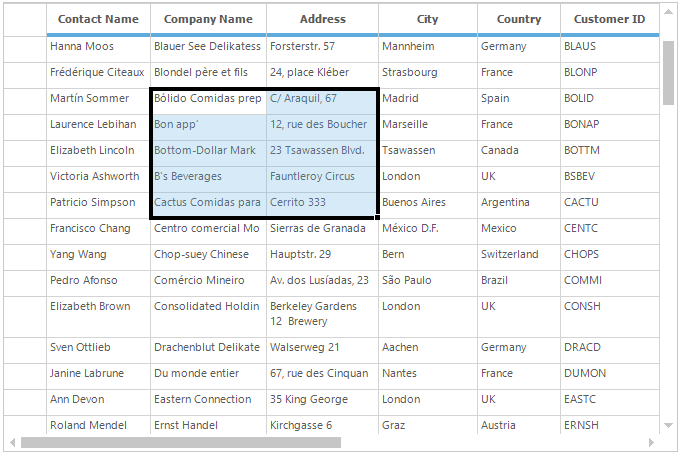 Contact Name Company Name Address City Country Customer ID
Hanna Moos Blauer See Delikatess Forsterstr. 57 Mannheim Germany BLAUS
Frédérique Citeaux Blondel père et fils 24, place Kléber Strasbourg France BLONP
Martín Sommer Bólido Comidas prep C/ Araquil, 67 Madrid Spain BOLID
Laurence Lebihan Bon app' 12, rue des Boucher Marseille France BONAP
Elizabeth Lincoln Bottom-Dollar Mark 23 Tsawassen Blvd. Tsawassen Canada BOTTM
Victoria Ashworth B's Beverages Fauntleroy Circus London UK BSBEV
Patricio Simpson Cactus Comidas para Cerrito 333 Buenos Aires Argentina CACTU
Francisco Chang Centro comercial Mo Sierras de Granada México D.F. Mexico CENTC
Yang Wang Chop-suey Chinese Hauptstr. 29 Bern Switzerland CHOPS
Pedro Afonso Comércio Mineiro Av. dos Lusíadas, 23 São Paulo Brazil COMMI
Elizabeth Brown Consolidated Holdin Berkeley Gardens London UK CONSH
12 Brewery
Sven Ottlieb Drachenblut Delikate Walserweg 21 Aachen Germany DRACD
Janine Labrune Du monde entier 67, rue des Cinquan Nantes France DUMON
Ann Devon Eastern Connection 35 King George London UK EASTC
Roland Mendel Ernst Handel Kirchgasse 6 Graz Austria ERNSH